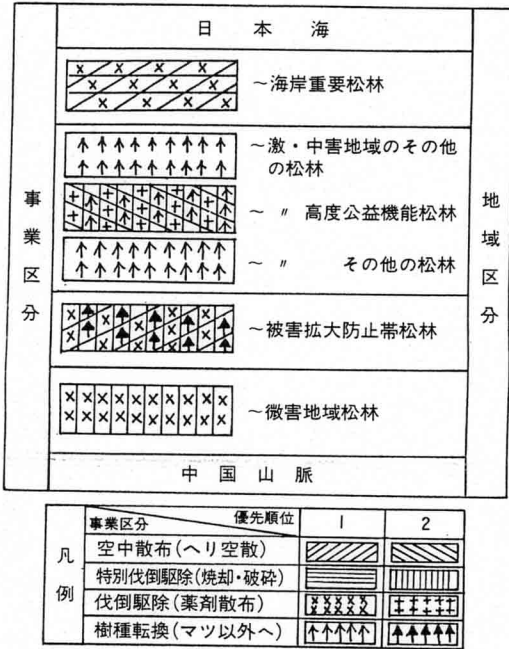 日本海
事業区分
地域区分
~海岸重要松林
~激・中害地域のその他
の松林
~ 〃 高度公益機能松林
~ 〃 その他の松林
~被害拡大防止帯松林
~微害地域松林
中国山脈
凡例
事業区分 優先順位 1 2
空中散布(ヘリ空散)
特別伐倒駆除(焼却・破砕)
伐倒駆除(薬剤散布)
樹種転換(マツ以外へ)